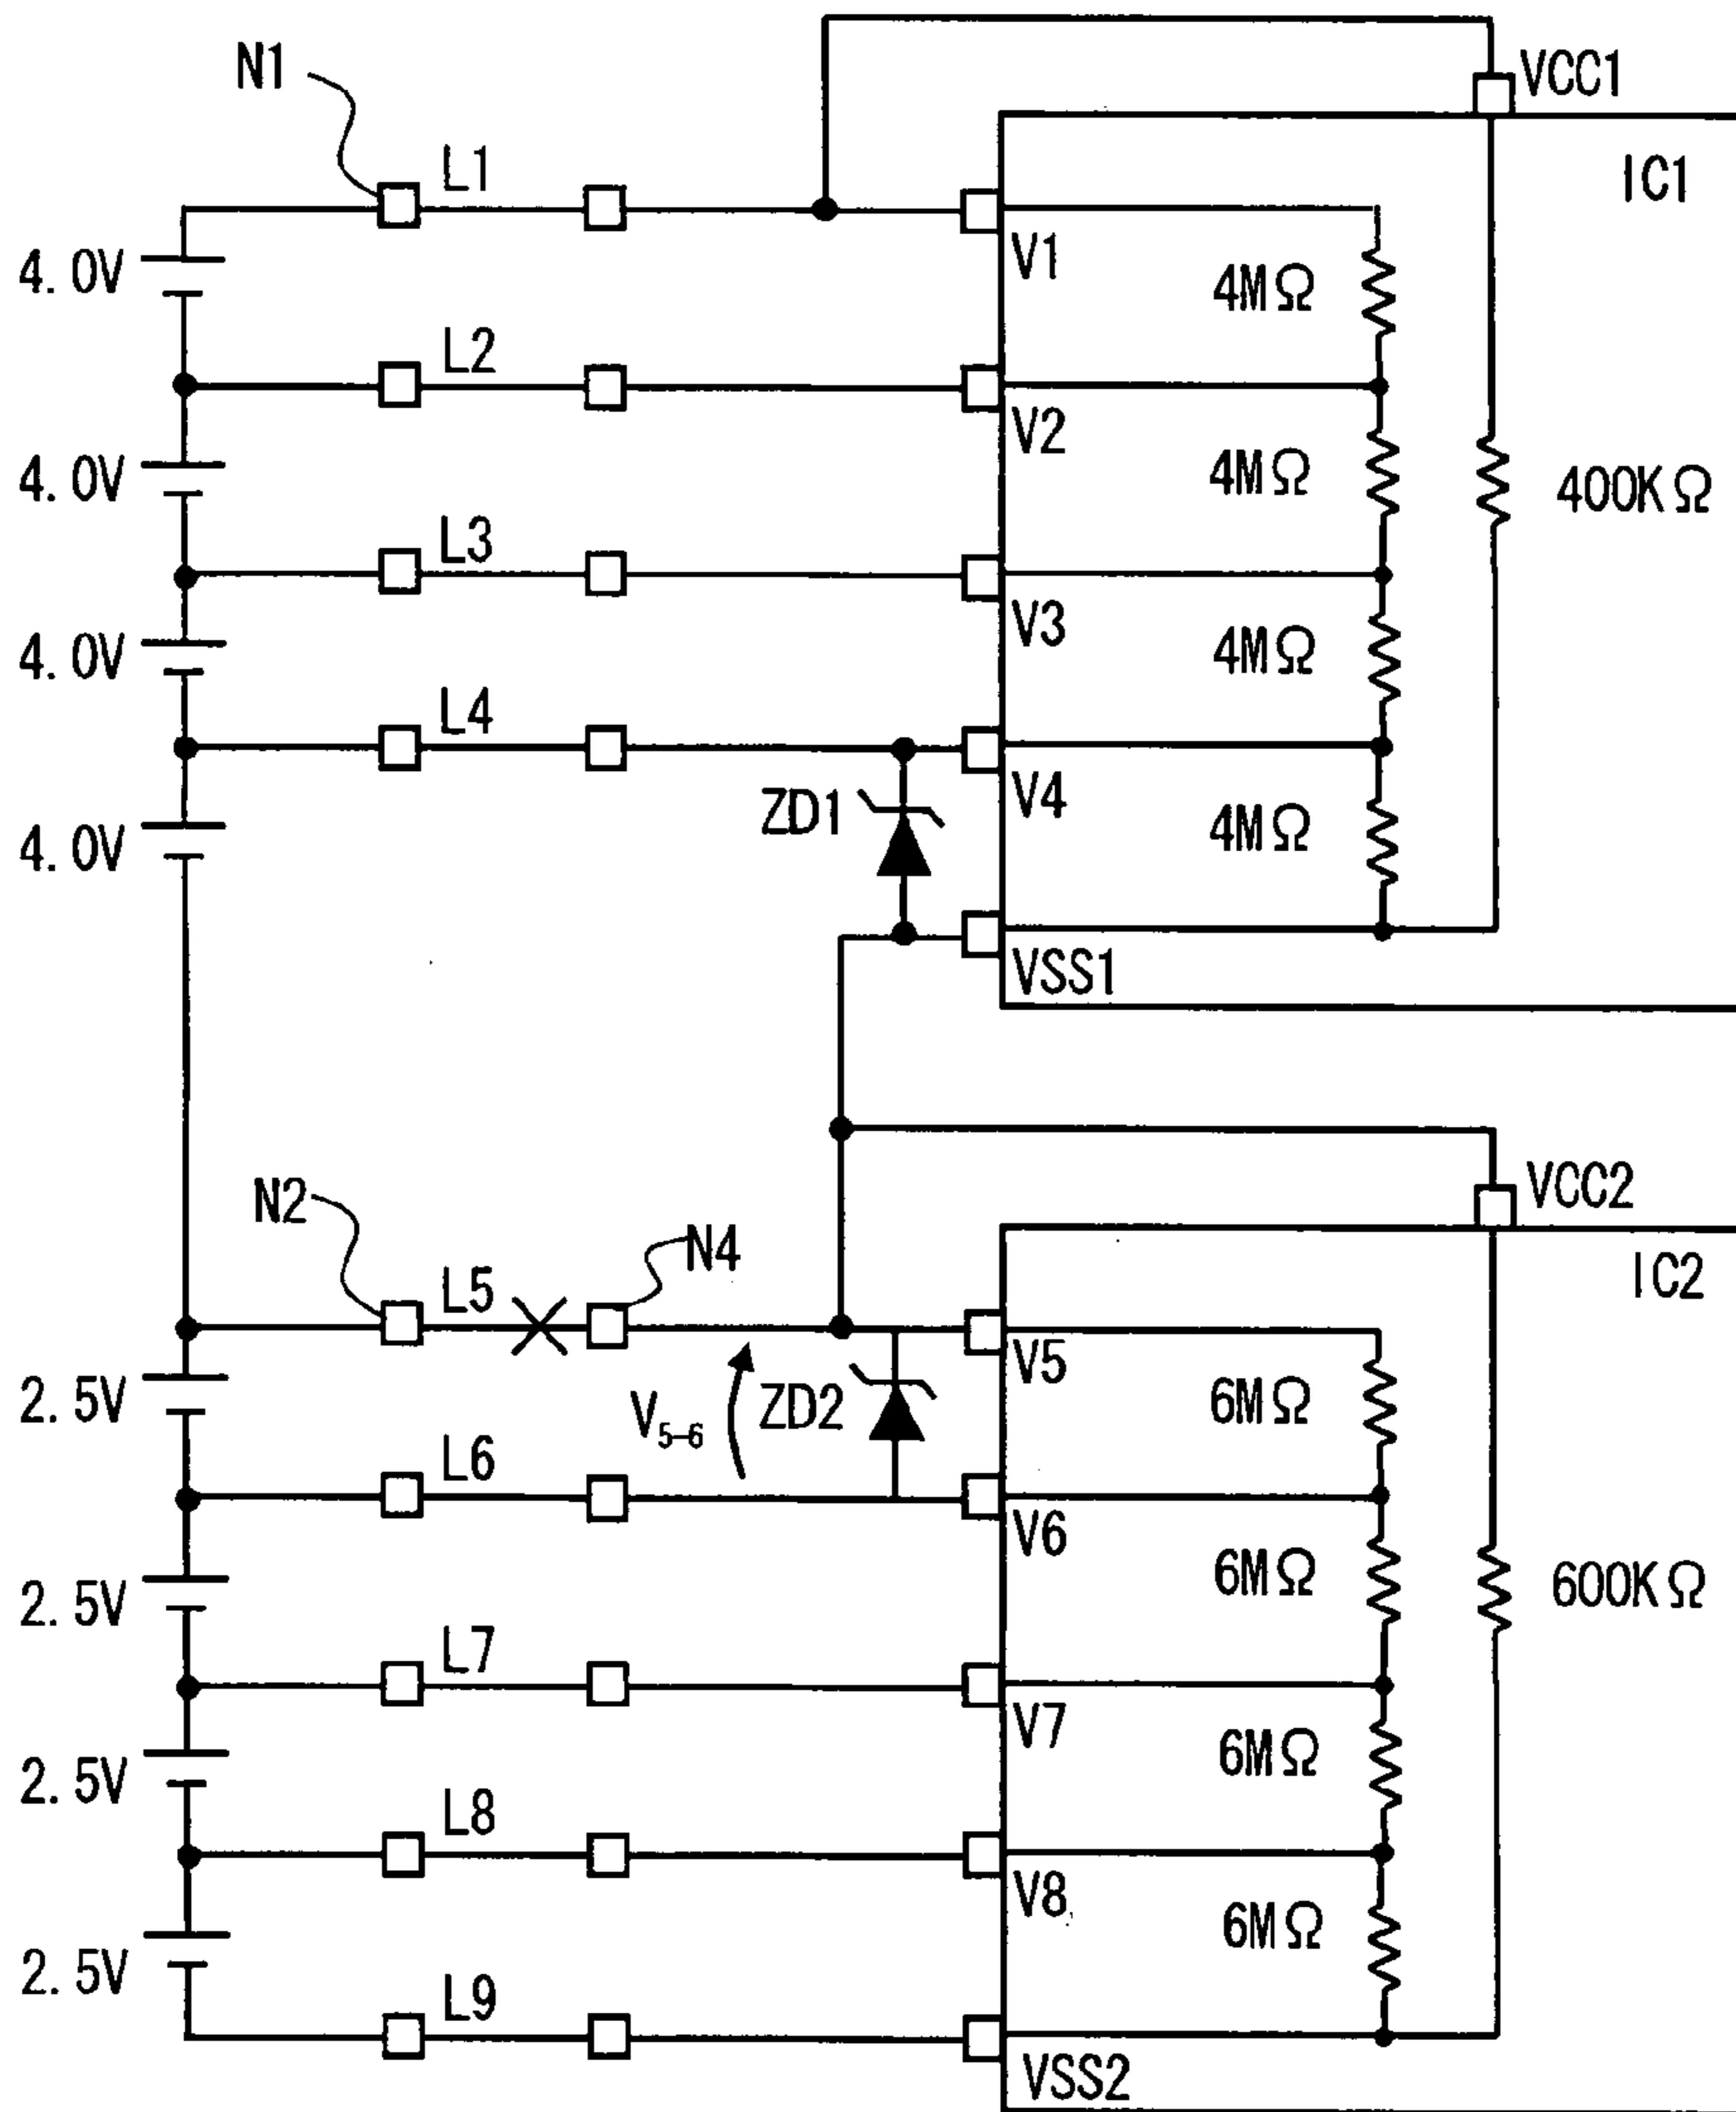 N1
VCC1
L1
IC1
4.0V
V1
4MΩ
L2
4.0V
V2
4MΩ
400KΩ
L3
4.0V
V3
4MΩ
L4
4.0V
ZD1
V4
4MΩ
VSS1
N2
VCC2
N4
L5
IC2
2.5V
V5-6
ZD2
V5
6MΩ
L6
2.5V
V6
6MΩ
600KΩ
L7
2.5V
V7
6MΩ
L8
2.5V
V8
6MΩ
L9
VSS2